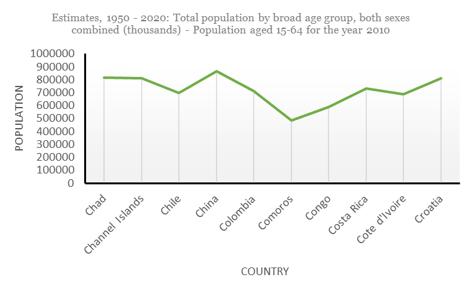 Estimates, 1950 - 2020: Total population by broad age group, both sexes
combined (thousands) - Population aged 15-64 for the year 2010
1000000
900000
800000
700000
600000
500000
400000
300000
200000
100000
0
POPULATION
Chad
Channel Islands
Chile
China
Colombia
Comoros
Congo
Costa Rica
Cote d'Ivoire
Croatia
COUNTRY